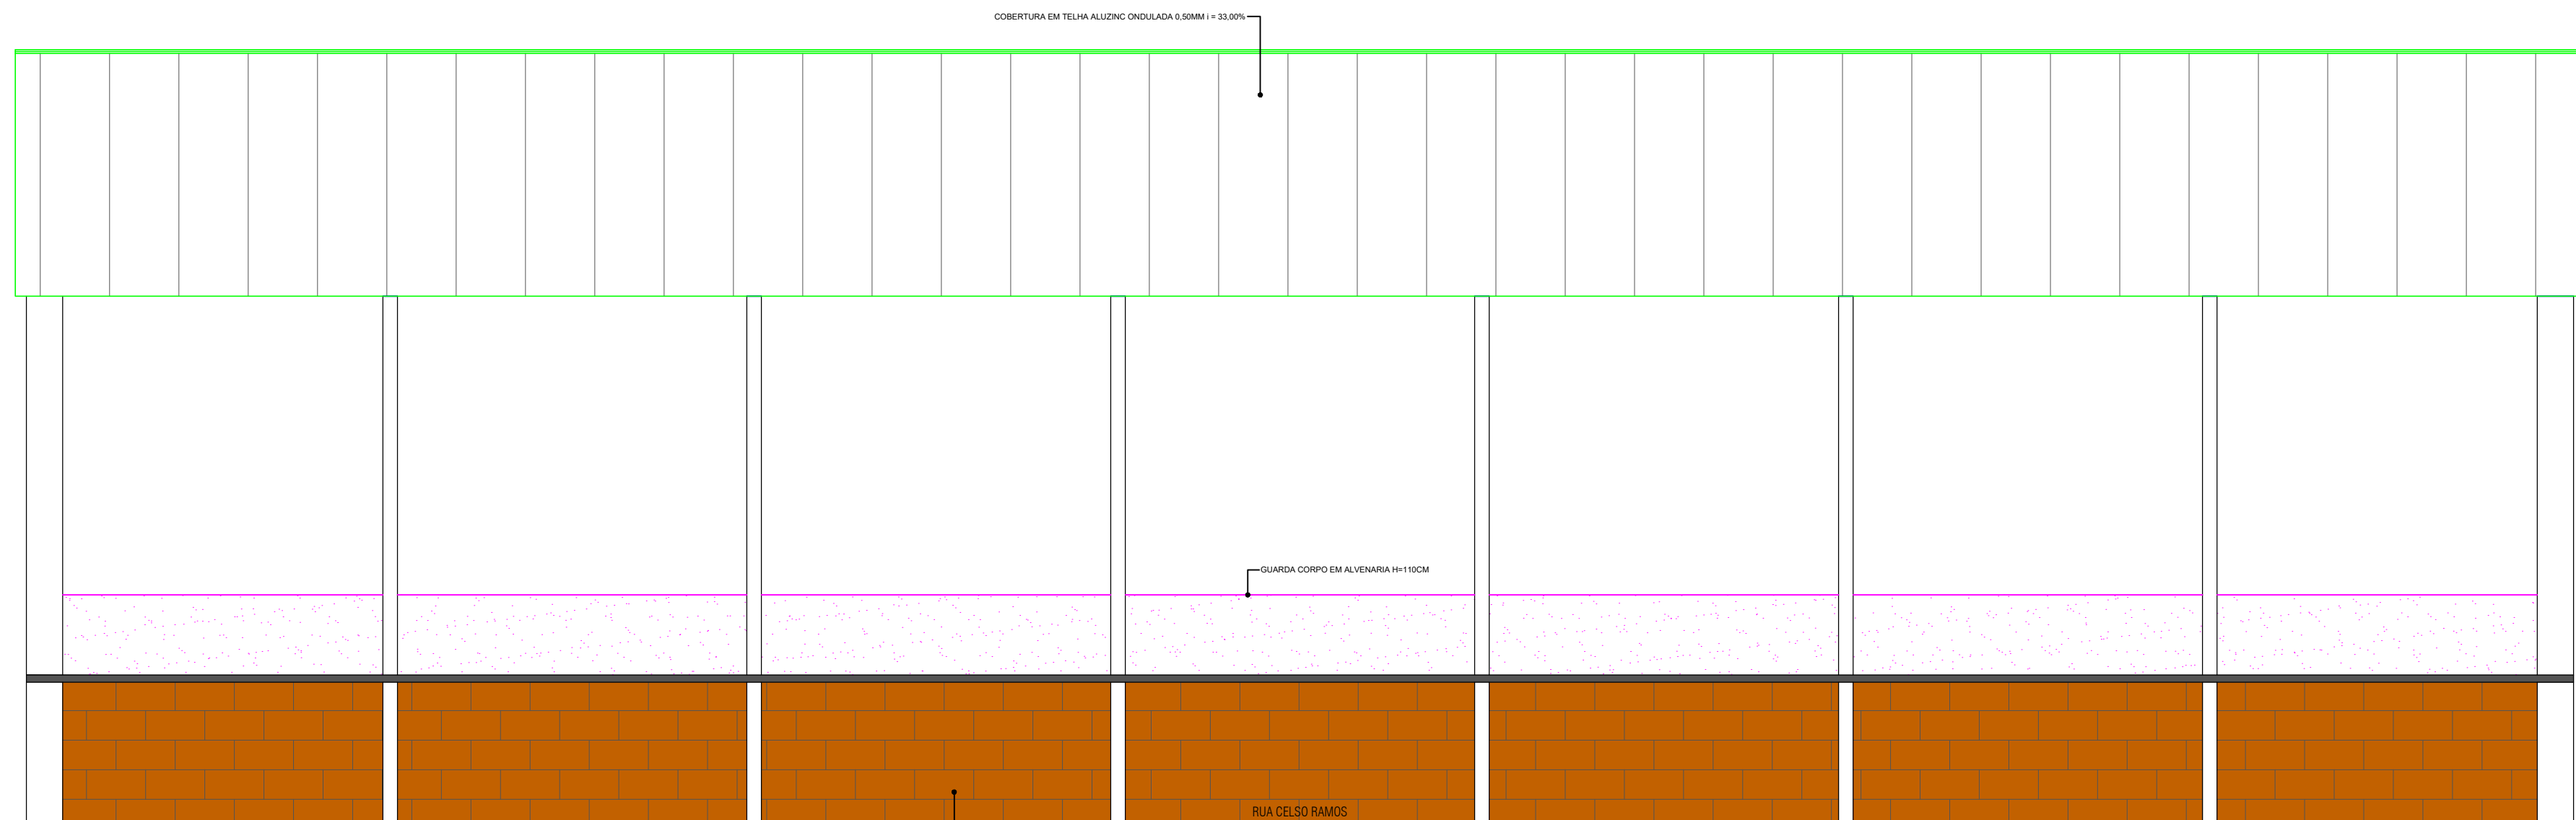 COBERTURA EM TELHA ALUZINC ONDULADA 0,50MM i = 33,00%
GUARDA CORPO EM ALVENARIA H=110CM
RUA CELSO RAMOS